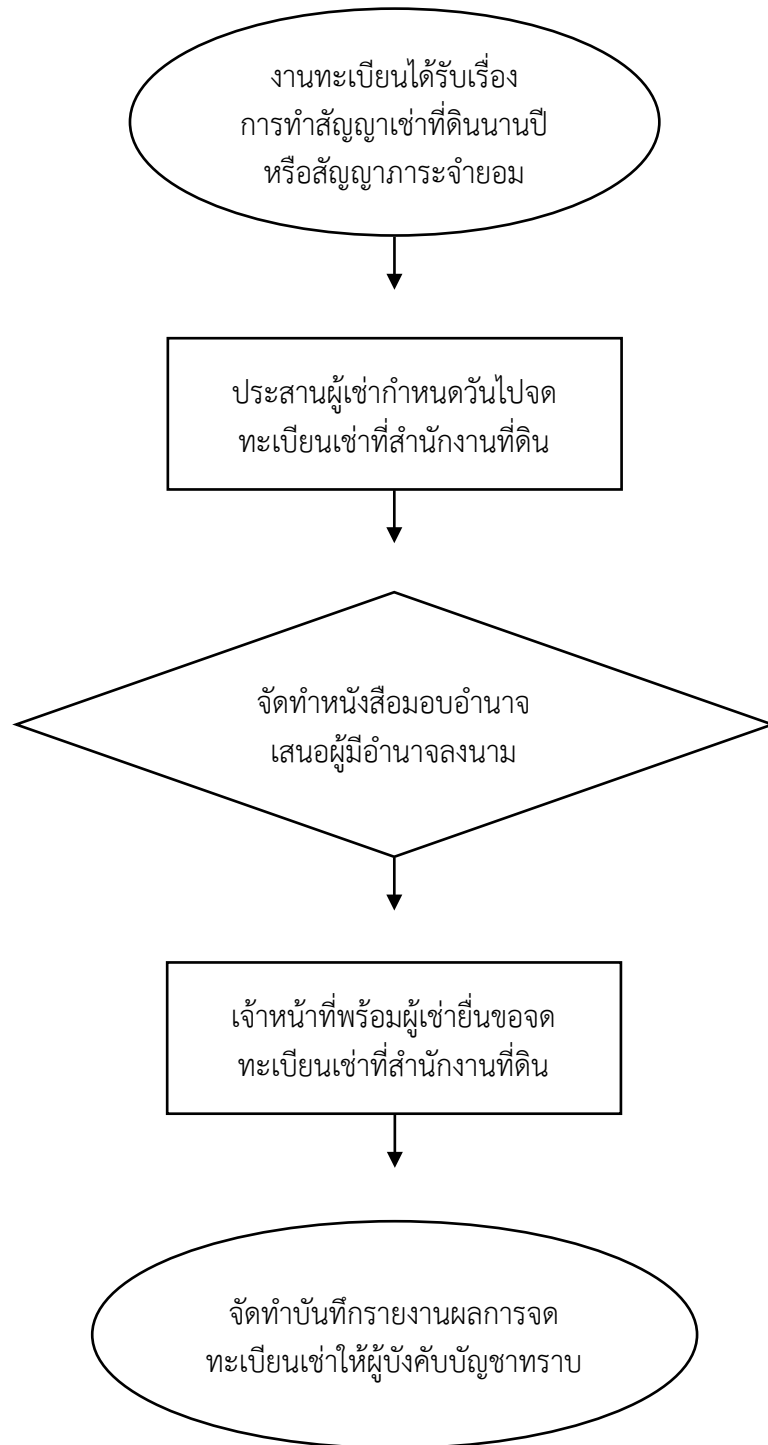 งานทะเบียนได้รับเรื่อง
การทำสัญญาเช่าที่ดินนานปี
หรือสัญญาภาระจำยอม
ประสานผู้เช่ากำหนดวันไปจด
ทะเบียนเช่าที่สำนักงานที่ดิน
จัดทำหนังสือมอบอำนาจ
เสนอผู้มีอำนาจลงนาม
เจ้าหน้าที่พร้อมผู้เช่ายื่นขอจด
ทะเบียนเช่าที่สำนักงานที่ดิน
จัดทำบันทึกรายงานผลการจด
ทะเบียนเช่าให้ผู้บังคับบัญชาทราบ